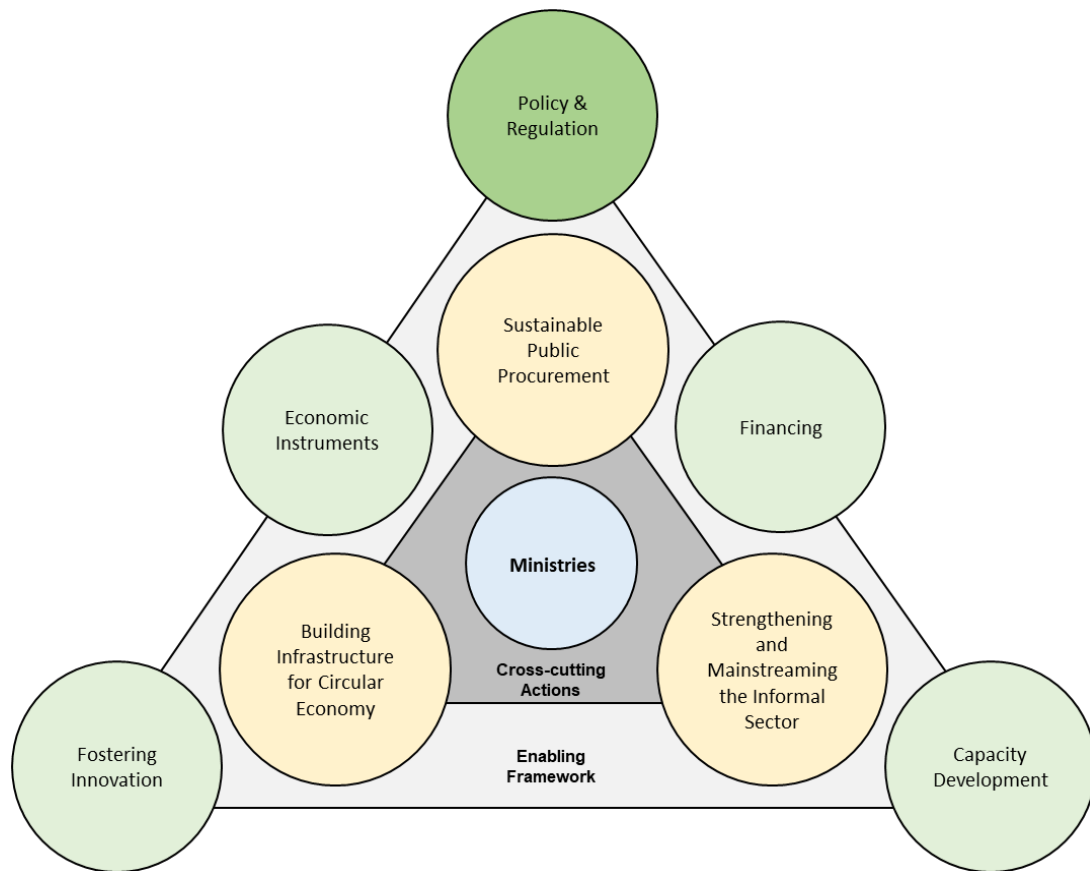 Policy &
Regulation
Sustainable
Public
Procurement
Economic
Instruments
Financing
Ministries
Building
Infrastructure
for Circular
Economy
Strengthening
and
Mainstreaming
the Informal
Sector
Cross-cutting
Actions
Fostering
Innovation
Enabling
Framework
Capacity
Development